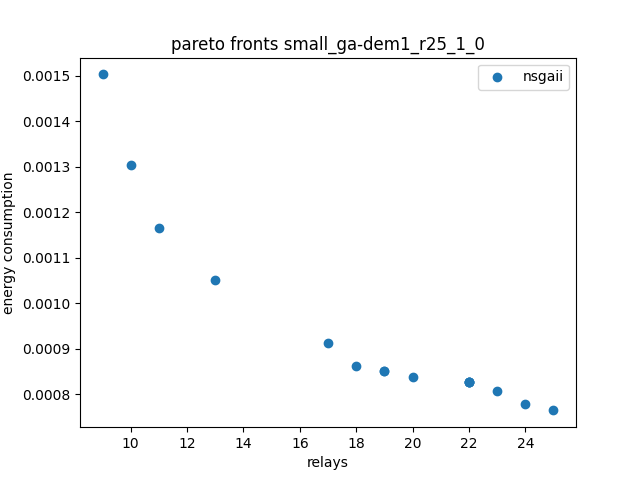 pareto fronts small_ga-dem1_r25_1_0
nsgaii
energy consumption
0.0015
0.0014
0.0013
0.0012
0.0011
0.0010
0.0009
0.0008
10 12 14 16 18 20 22 24
relays